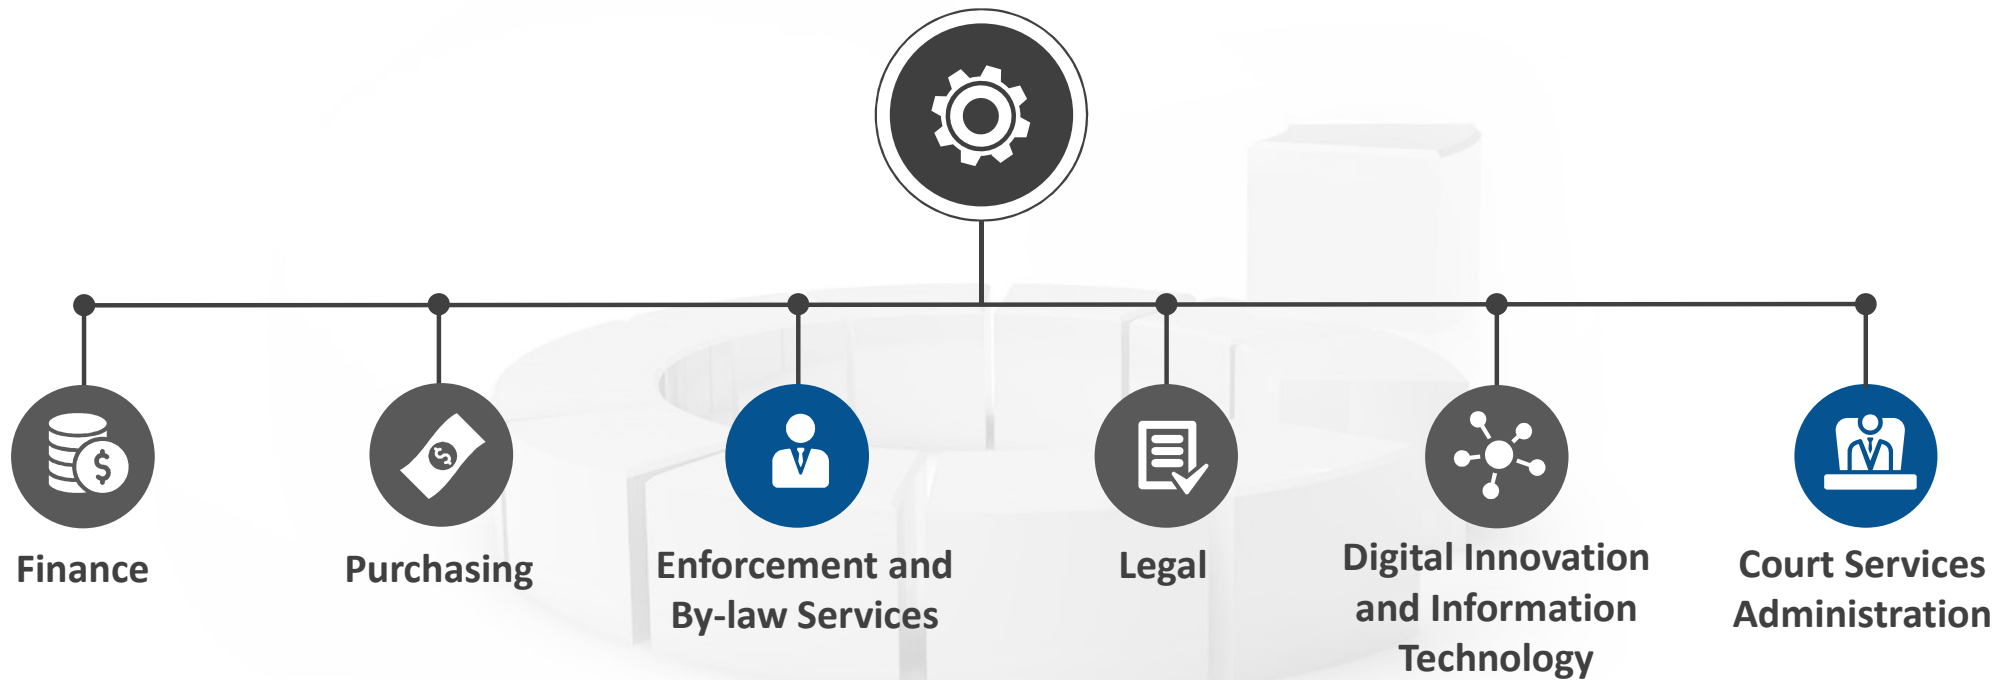 Finance
Purchasing
Enforcement and
By-law Services
Legal
Digital Innovation
and Information
Technology
Court Services
Administration